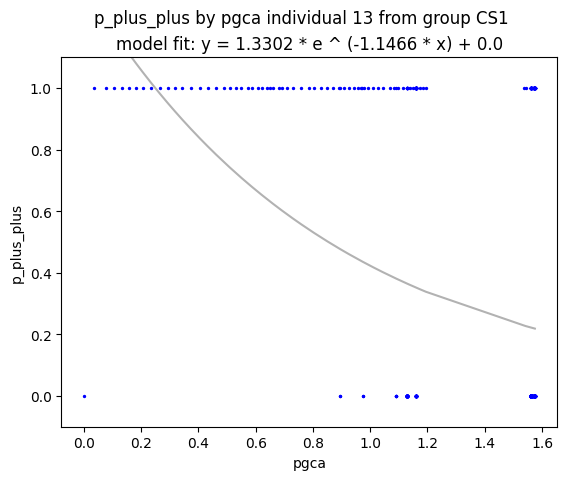 p_plus_plus by pgca individual 13 from group CS1
model fit: y = 1.3302 * e ^ (-1.1466 * x) + 0.0
1.0
0.8
0.6
0.4
0.2
0.0
p_plus_plus
0.0 0.2 0.4 0.6 0.8 1.0 1.2 1.4 1.6
pgca